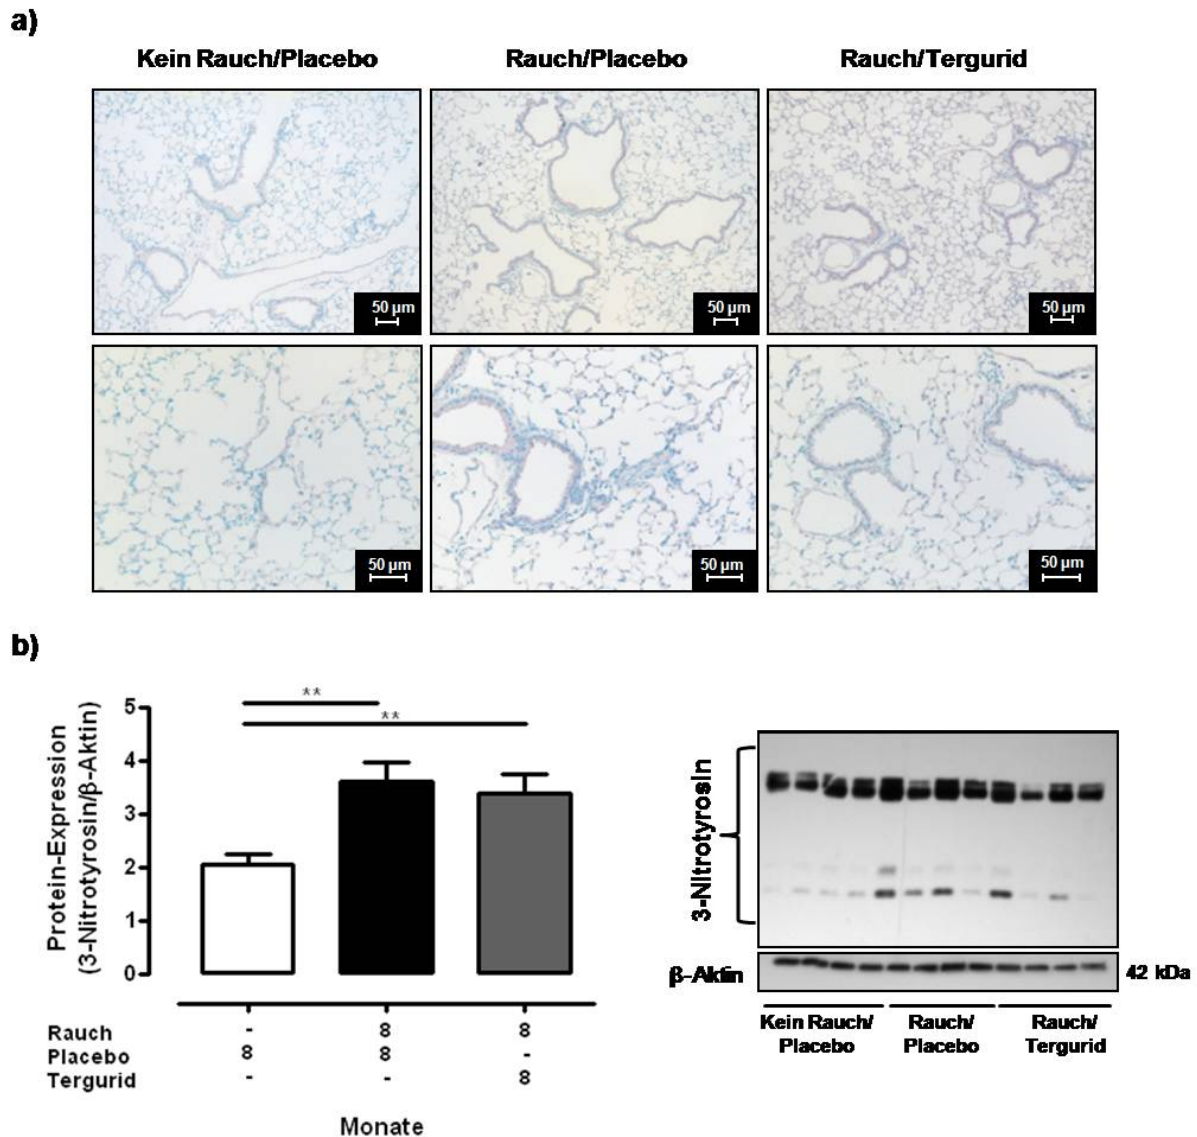 a)
Kein Rauch/Placebo
Rauch/Placebo
Rauch/Tergurid
50 µm
50 µm
50 µm
50 µm
50 µm
50 µm
b)
Protein-Expression
(3-Nitrotyrosin/β-Aktin)
5
4
3
2
1
0
**
**
Rauch - 8 8
Placebo 8 8 -
Tergurid - - 8
Monate
3-Nitrotyrosin
β-Aktin
42 kDa
Kein Rauch/
Placebo
Rauch/
Placebo
Rauch/
Tergurid